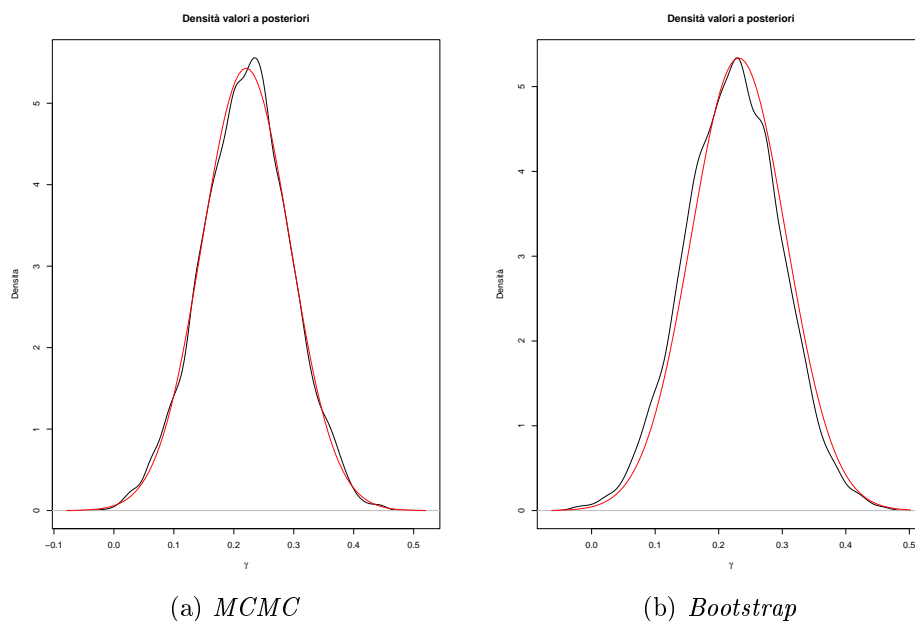 Densità valori a posteriori
Densità
5
4
3
2
1
0
−0.1 0.0 0.1 0.2 0.3 0.4 0.5
γ
(a) MCMC
Densità valori a posteriori
Densità
5
4
3
2
1
0
0.0 0.1 0.2 0.3 0.4 0.5
γ
(b) Bootstrap